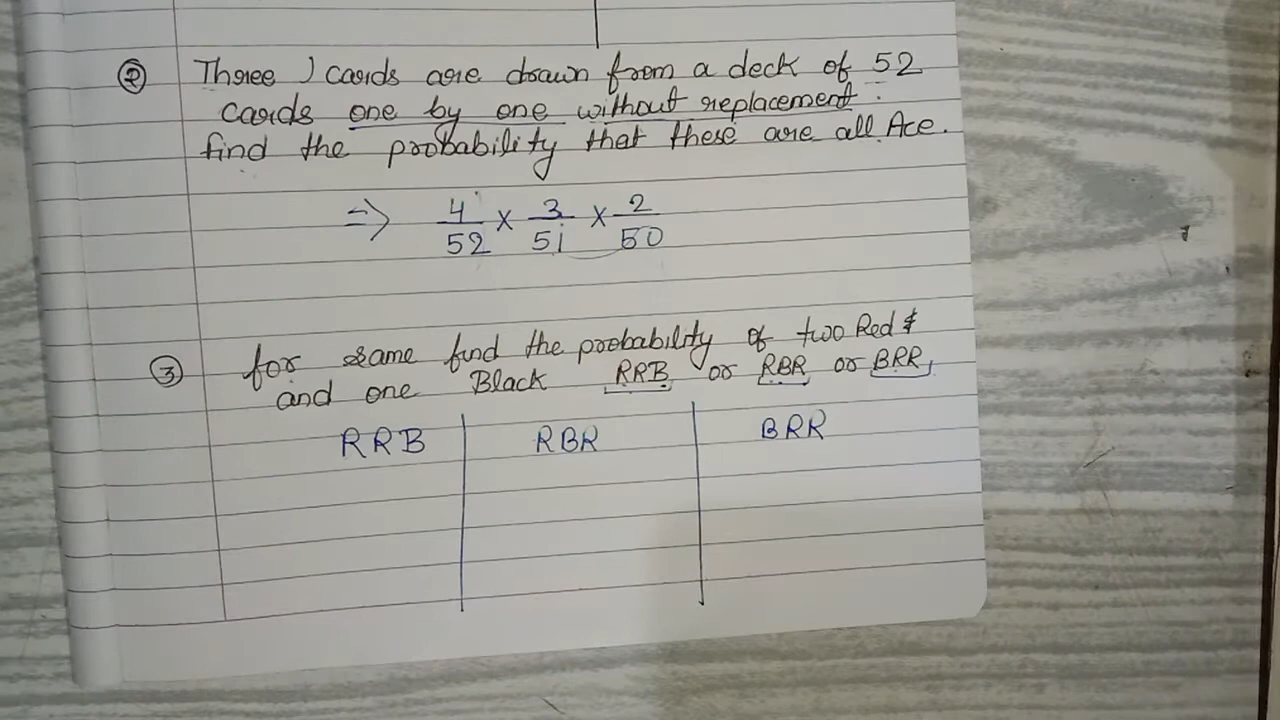 ② Three ) cards are drawn from a deck of 52
cards one by one without replacement.
find the probability that these are all Ace.
=> 4/52 × 3/51 × 2/50
③ for same find the probability of two Red &
and one Black RRB or RBR or BRR,
RRB RBR BRR